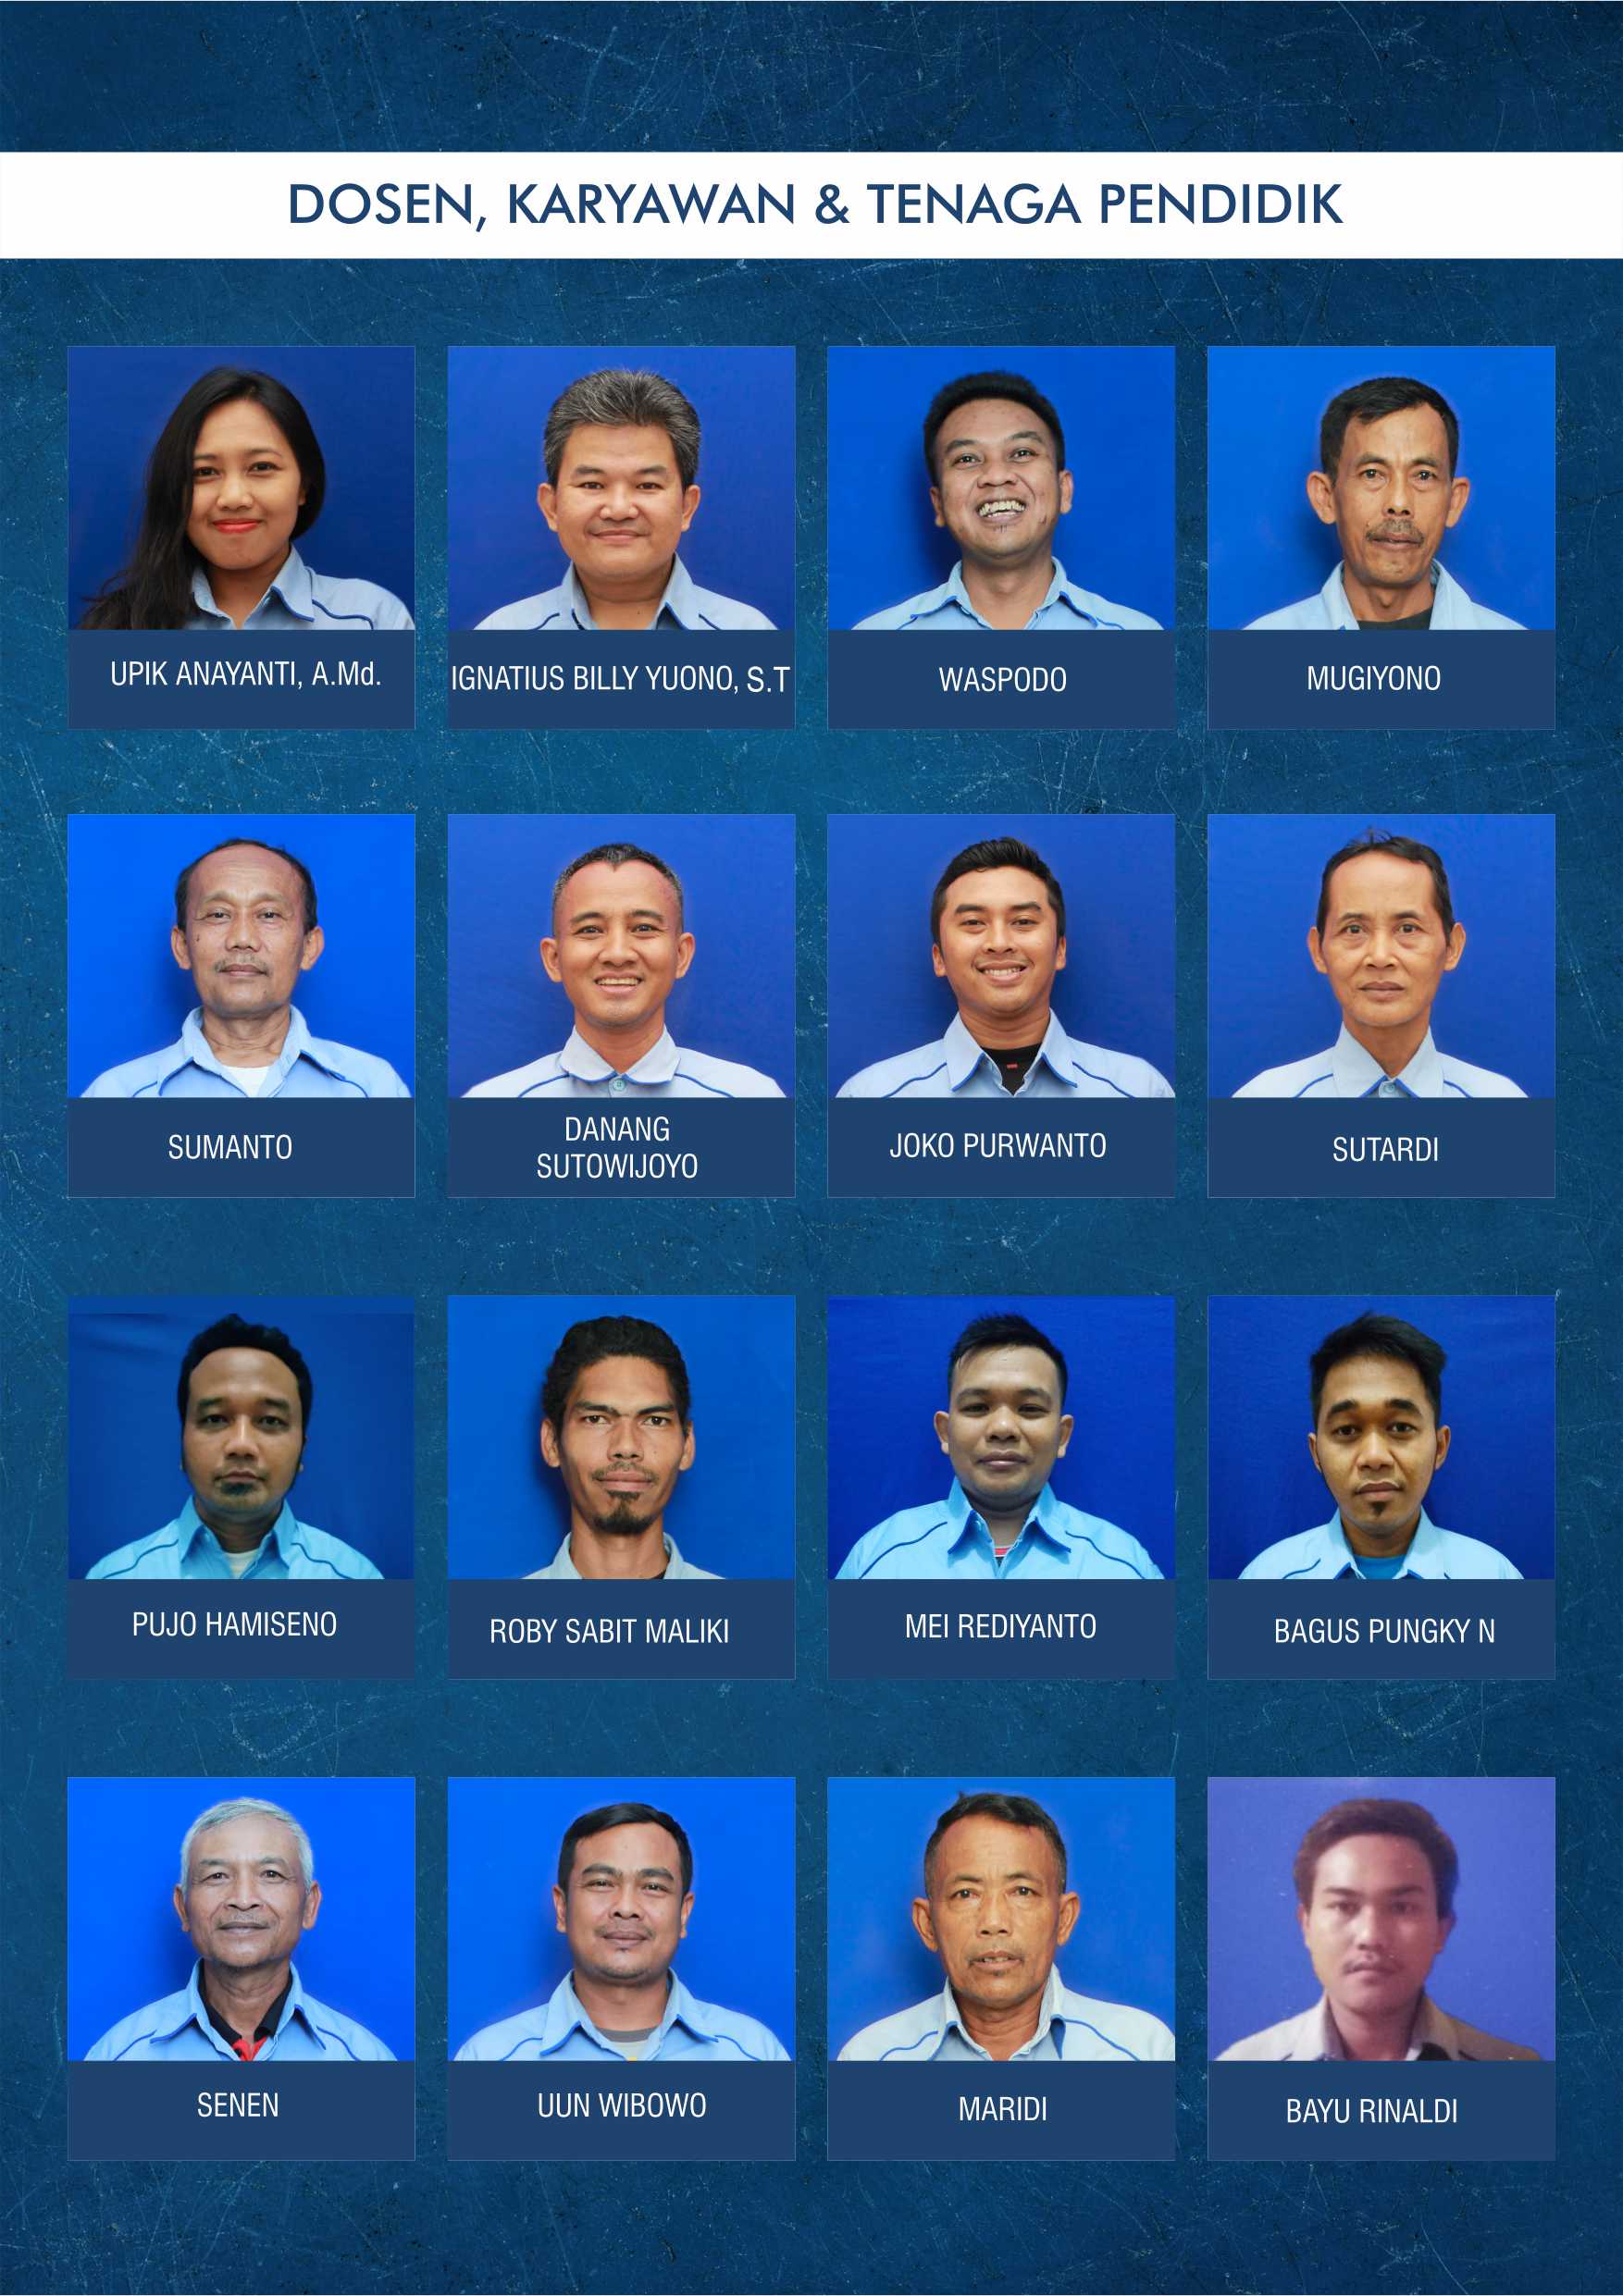 DOSEN, KARYAWAN & TENAGA PENDIDIK
UPIK ANAYANTI, A.Md.
IGNATIUS BILLY YUONO, S.T
WASPODO
MUGIYONO
SUMANTO
DANANG
SUTOWIJOYO
JOKO PURWANTO
SUTARDI
PUJO HAMISENO
ROBY SABIT MALIKI
MEI REDIYANTO
BAGUS PUNGKY N
SENEN
UUN WIBOWO
MARIDI
BAYU RINALDI